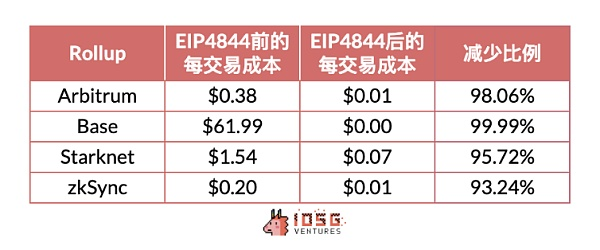 Rollup EIP4844前的每交易成本 EIP4844后的每交易成本 减少比例
Arbitrum $0.38 $0.01 98.06%
Base $61.99 $0.00 99.99%
Starknet $1.54 $0.07 95.72%
zkSync $0.20 $0.01 93.24%
IOSG
VENTURES